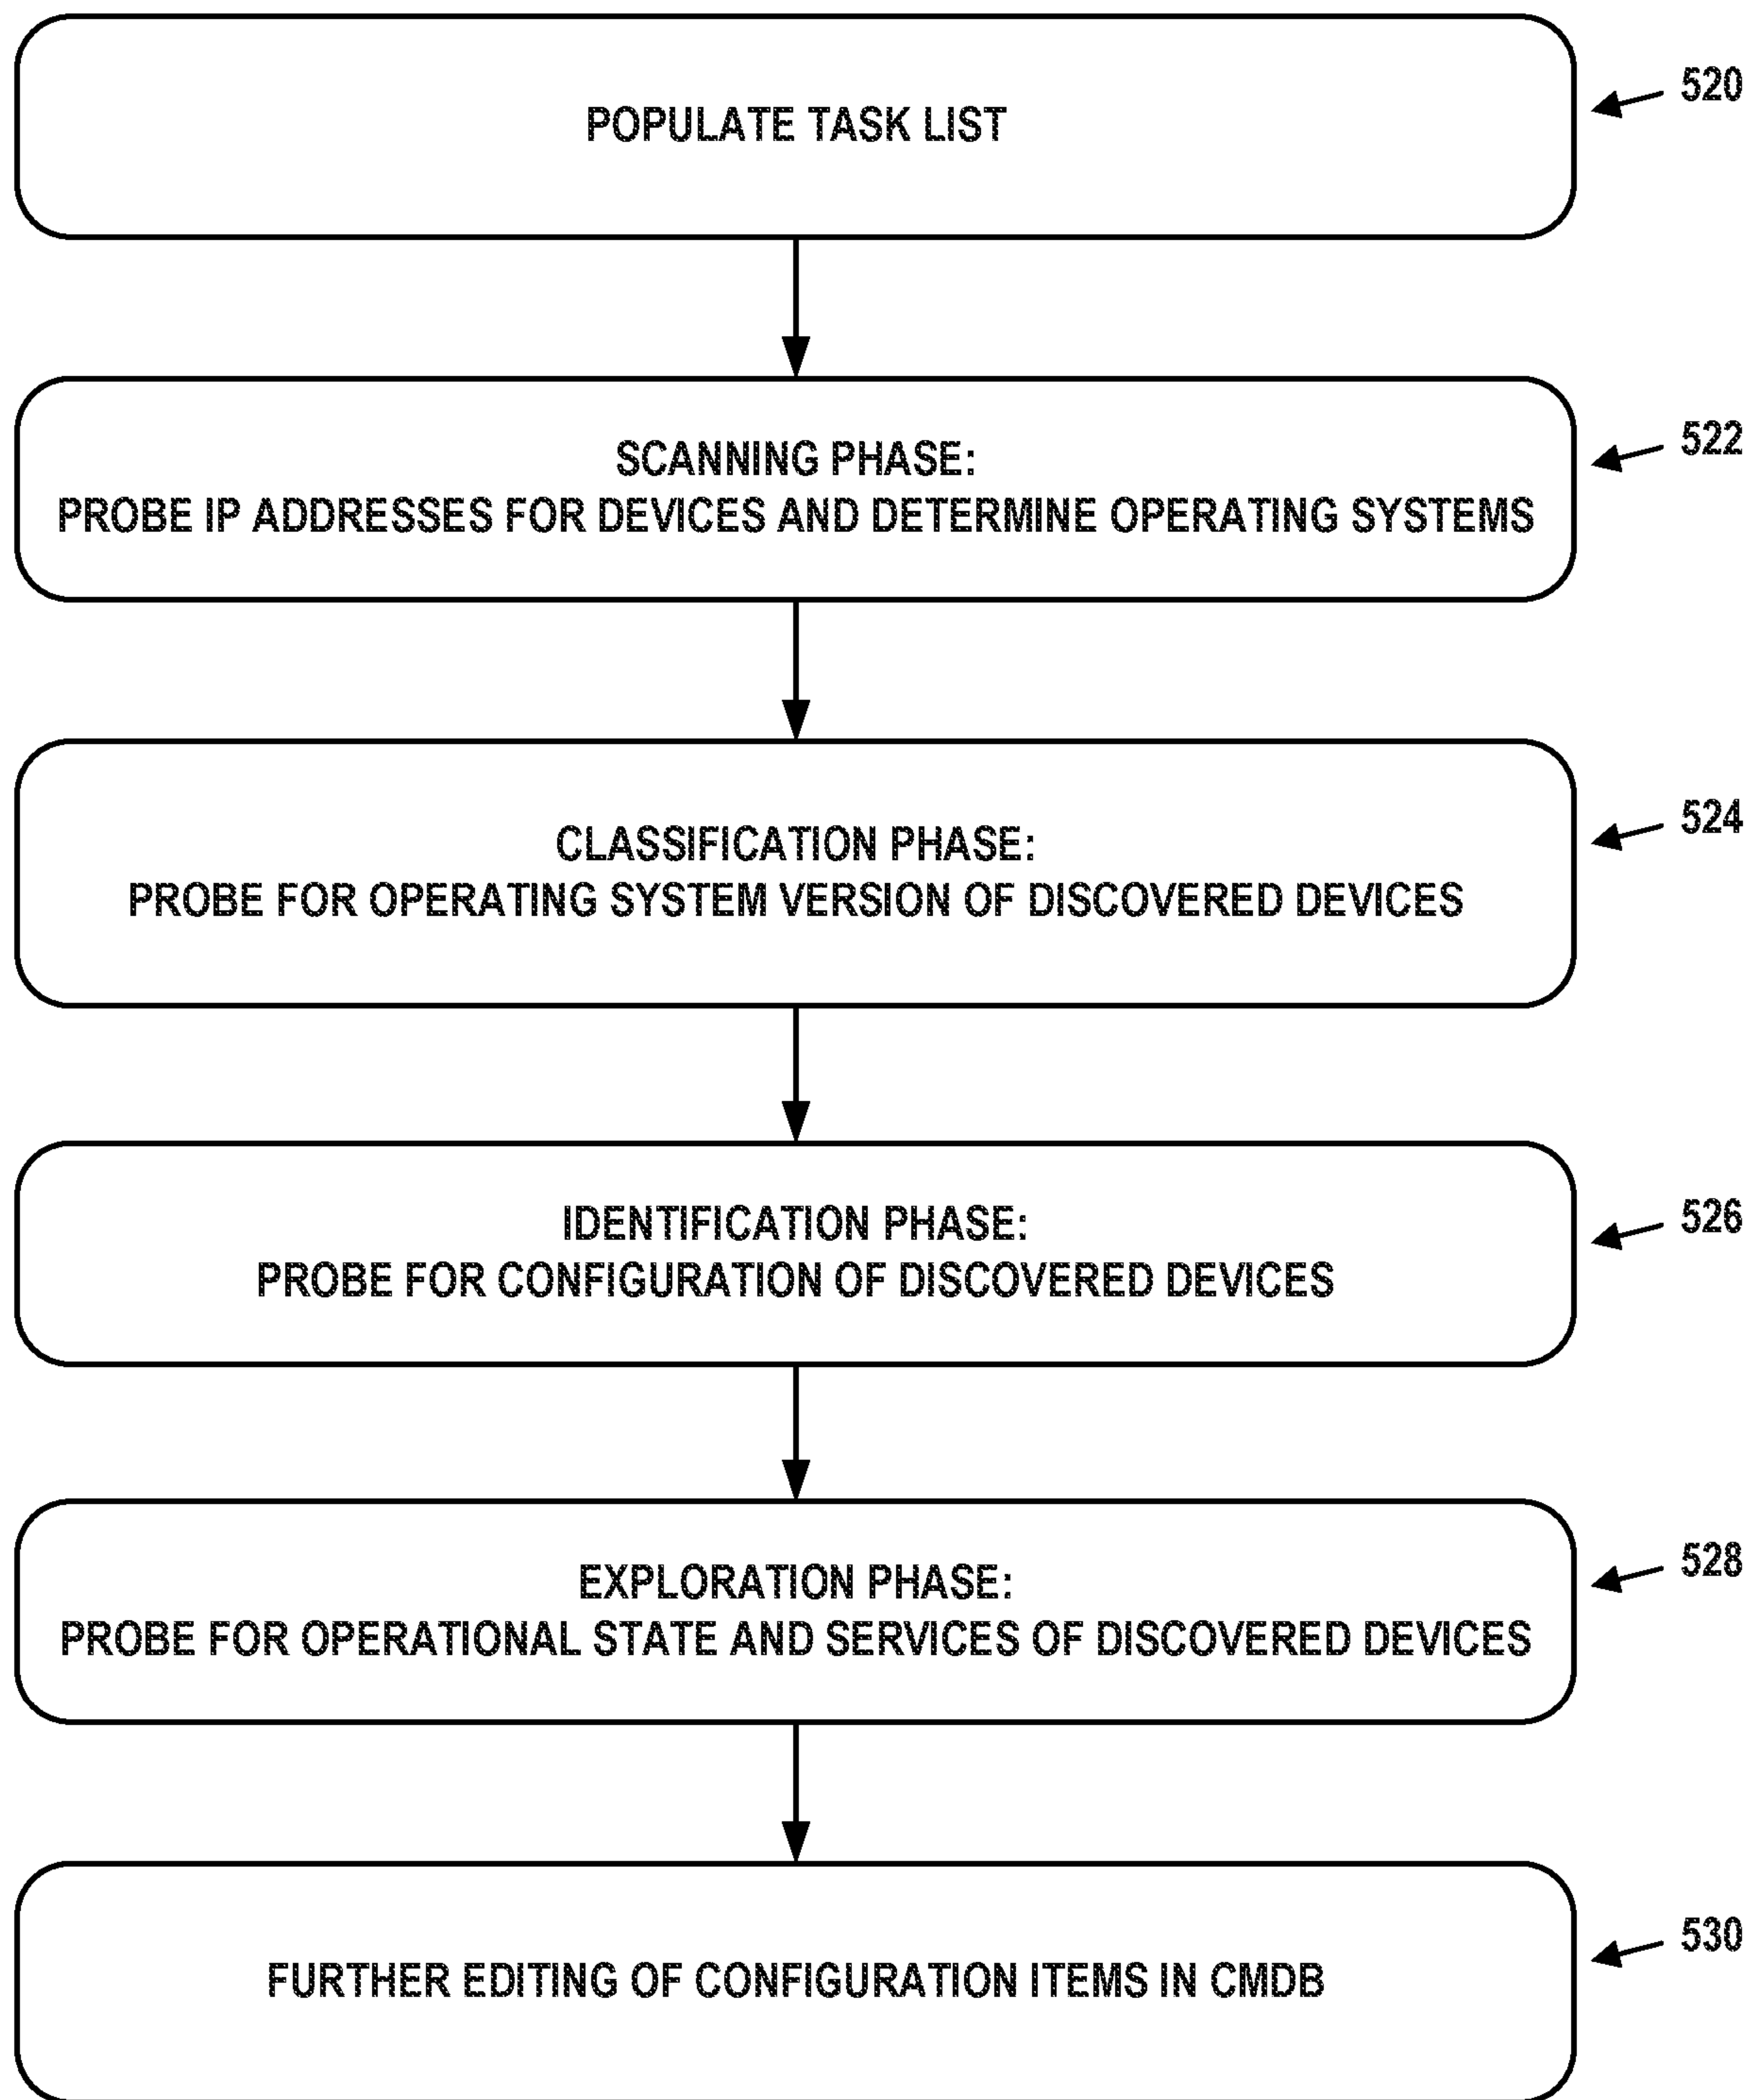 POPULATE TASK LIST
520
SCANNING PHASE:
PROBE IP ADDRESSES FOR DEVICES AND DETERMINE OPERATING SYSTEMS
522
CLASSIFICATION PHASE:
PROBE FOR OPERATING SYSTEM VERSION OF DISCOVERED DEVICES
524
IDENTIFICATION PHASE:
PROBE FOR CONFIGURATION OF DISCOVERED DEVICES
526
EXPLORATION PHASE:
PROBE FOR OPERATIONAL STATE AND SERVICES OF DISCOVERED DEVICES
528
FURTHER EDITING OF CONFIGURATION ITEMS IN CMDB
530